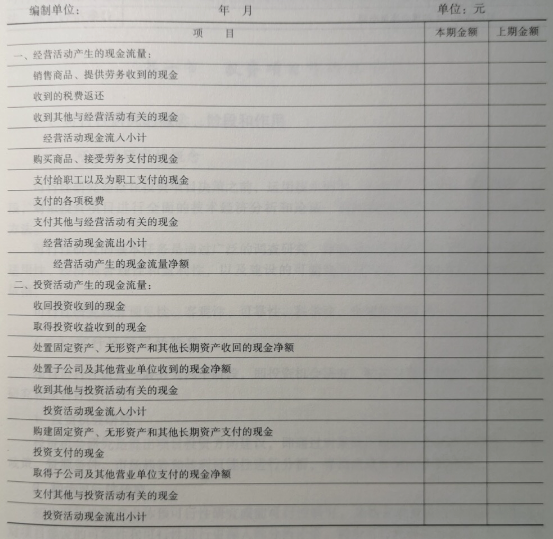 编制单位： 年 月 单位：元
项 目 本期金额 上期金额
一、经营活动产生的现金流量：
销售商品、提供劳务收到的现金
收到的税费返还
收到其他与经营活动有关的现金
经营活动现金流入小计
购买商品、接受劳务支付的现金
支付给职工以及为职工支付的现金
支付的各项税费
支付其他与经营活动有关的现金
经营活动现金流出小计
经营活动产生的现金流量净额
二、投资活动产生的现金流量：
收回投资收到的现金
取得投资收益收到的现金
处置固定资产、无形资产和其他长期资产收回的现金净额
处置子公司及其他营业单位收到的现金净额
收到其他与投资活动有关的现金
投资活动现金流入小计
购建固定资产、无形资产和其他长期资产支付的现金
投资支付的现金
取得子公司及其他营业单位支付的现金净额
支付其他与投资活动有关的现金
投资活动现金流出小计